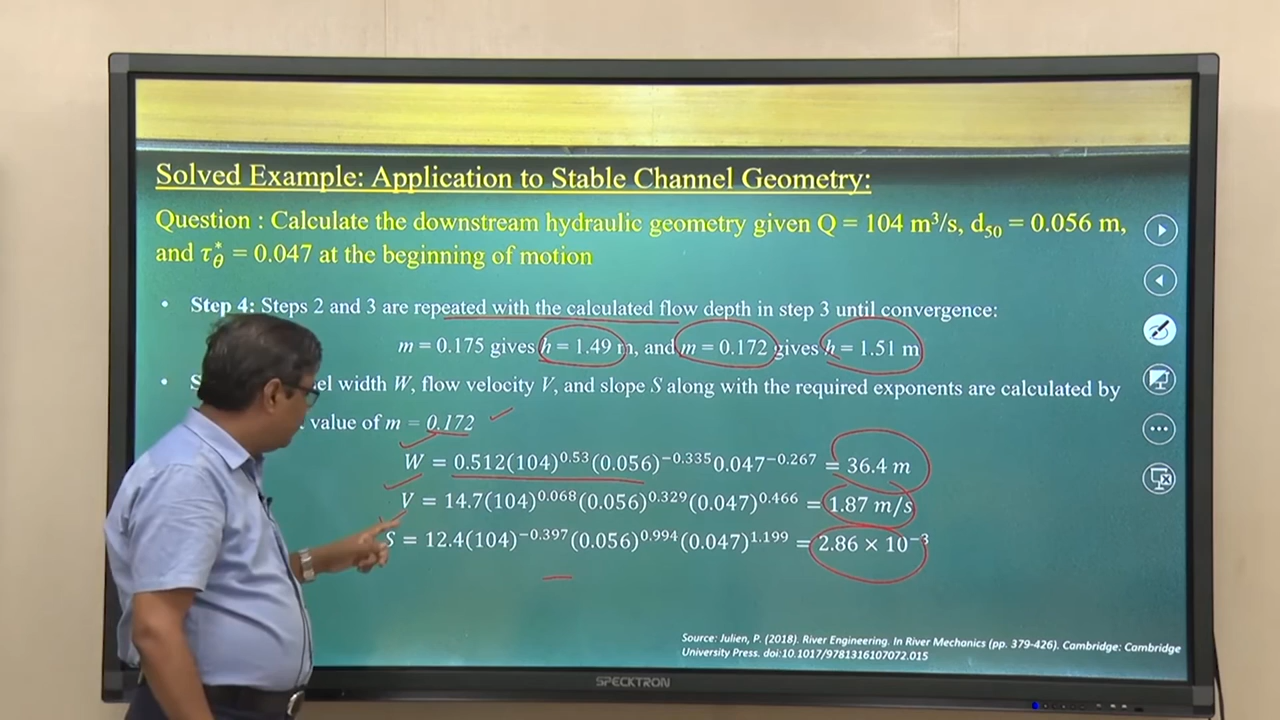 Solved Example: Application to Stable Channel Geometry:
Question : Calculate the downstream hydraulic geometry given Q = 104 m³/s, d₅₀ = 0.056 m,
and τ*_θ = 0.047 at the beginning of motion
• Step 4: Steps 2 and 3 are repeated with the calculated flow depth in step 3 until convergence:
m = 0.175 gives h = 1.49 m, and m = 0.172 gives h = 1.51 m
• width W, flow velocity V, and slope S along with the required exponents are calculated by
value of m = 0.172
W = 0.512(104)^0.53(0.056)^−0.335 0.047^−0.267 = 36.4 m
V = 14.7(104)^0.068(0.056)^0.329(0.047)^0.466 = 1.87 m/s
S = 12.4(104)^−0.397(0.056)^0.994(0.047)^1.199 = 2.86 × 10^−3
Source: Julien, P. (2018). River Engineering. In River Mechanics (pp. 379-426). Cambridge: Cambridge
University Press. doi:10.1017/9781316107072.015
SPECKTRON